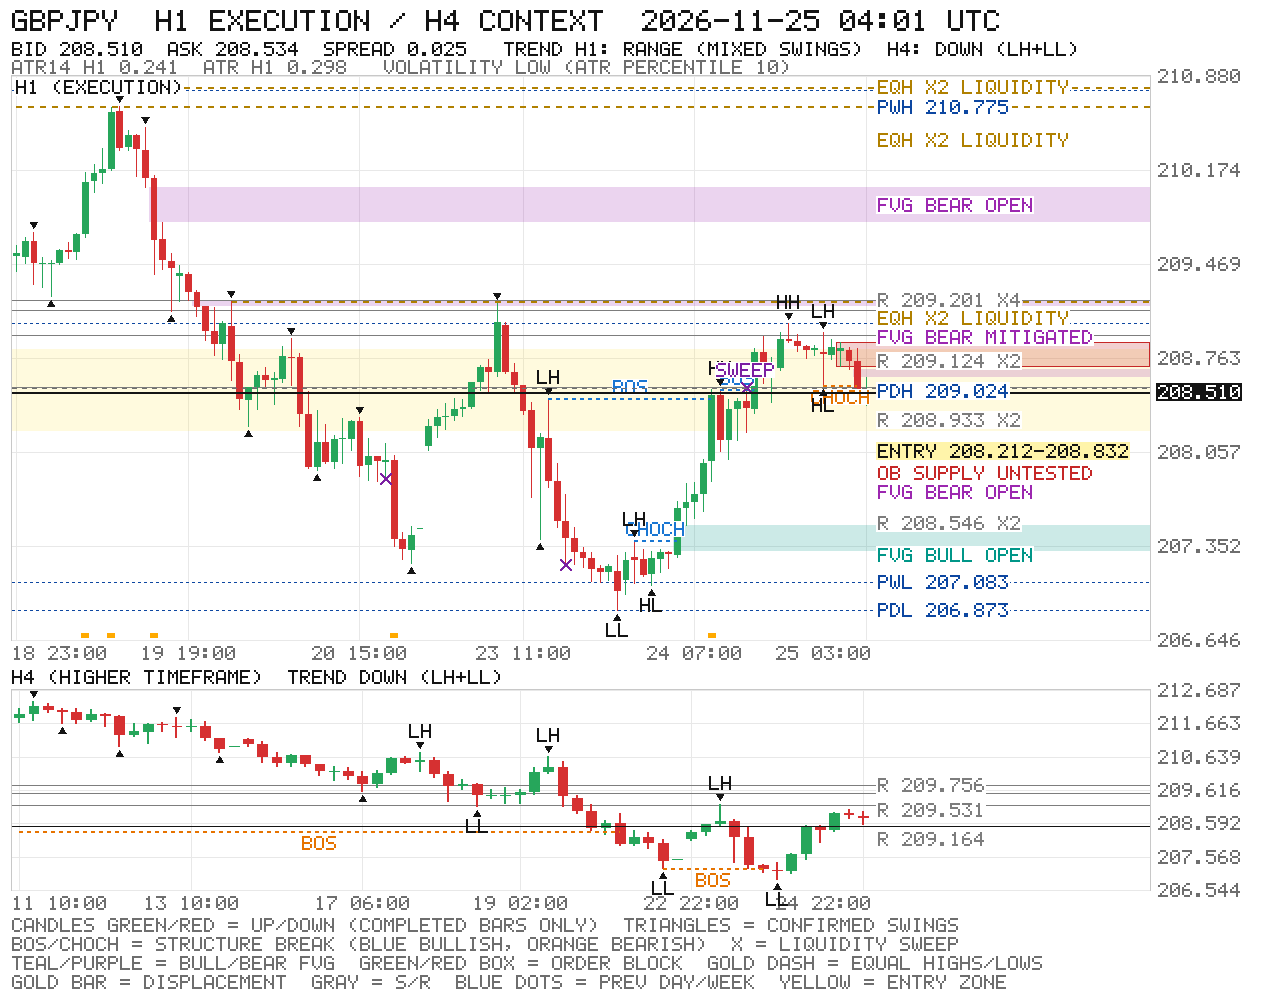 GBPJPY  H1 EXECUTION / H4 CONTEXT  2026-11-25 04:01 UTC
BID 208.510  ASK 208.534  SPREAD 0.025   TREND H1: RANGE (MIXED SWINGS)  H4: DOWN (LH+LL)
ATR14 H1 0.241  ATR H1 0.298   VOLATILITY LOW (ATR PERCENTILE 10)
H1 (EXECUTION)
210.880
EQH X2 LIQUIDITY
PWH 210.775
EQH X2 LIQUIDITY
210.174
FVG BEAR OPEN
209.469
R 209.201 X4
HH
LH
EQH X2 LIQUIDITY
FVG BEAR MITIGATED
R 209.124 X2
208.763
SWEEP
LH
BOS
PDH 209.024
208.510
CHOCH
HL
R 208.933 X2
ENTRY 208.212-208.832
208.057
OB SUPPLY UNTESTED
FVG BEAR OPEN
LH
CHOCH
R 208.546 X2
207.352
FVG BULL OPEN
PWL 207.083
HL
PDL 206.873
LL
206.646
18 23:00
19 19:00
20 15:00
23 11:00
24 07:00
25 03:00
H4 (HIGHER TIMEFRAME)  TREND DOWN (LH+LL)
212.687
211.663
LH
LH
210.639
LH
R 209.756
209.616
R 209.531
LL
208.592
BOS
R 209.164
207.568
BOS
LL
LL
206.544
11 10:00
13 10:00
17 06:00
19 02:00
22 22:00
24 22:00
CANDLES GREEN/RED = UP/DOWN (COMPLETED BARS ONLY)  TRIANGLES = CONFIRMED SWINGS
BOS/CHOCH = STRUCTURE BREAK (BLUE BULLISH, ORANGE BEARISH)  X = LIQUIDITY SWEEP
TEAL/PURPLE = BULL/BEAR FVG  GREEN/RED BOX = ORDER BLOCK  GOLD DASH = EQUAL HIGHS/LOWS
GOLD BAR = DISPLACEMENT  GRAY = S/R  BLUE DOTS = PREV DAY/WEEK  YELLOW = ENTRY ZONE